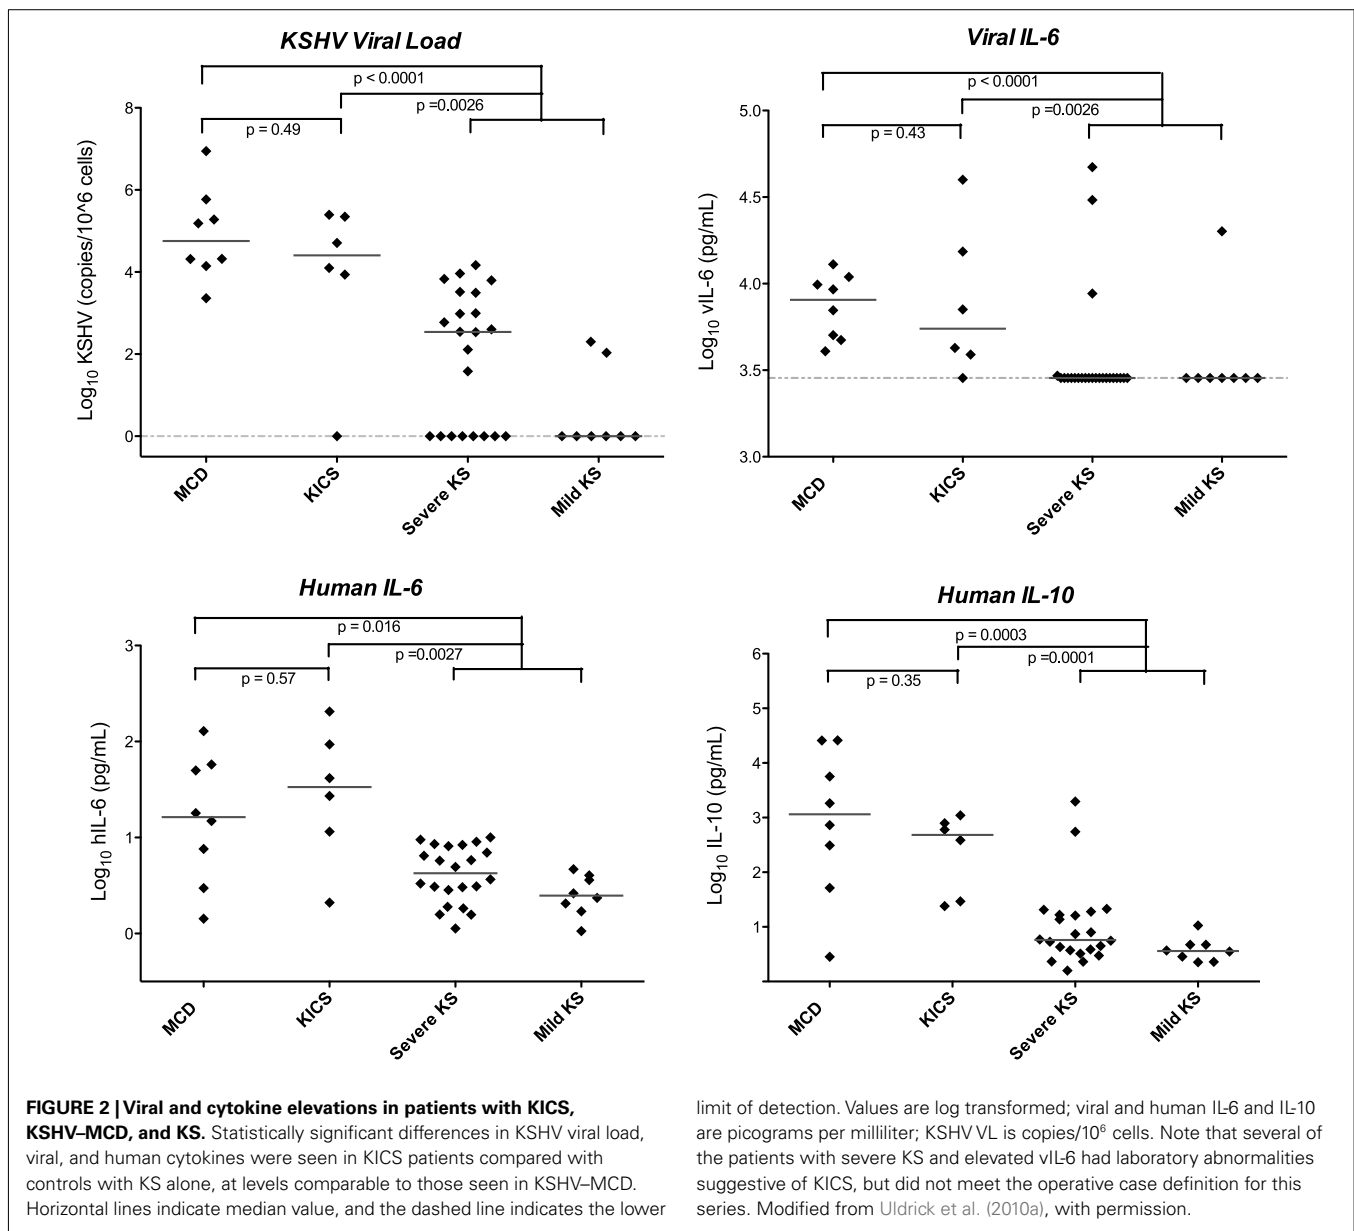 KSHV Viral Load
p < 0.0001
p =0.0026
p = 0.49
Log10 KSHV (copies/10^6 cells)
8
6
4
2
0
MCD
KICS
Severe KS
Mild KS
Viral IL-6
p < 0.0001
p =0.0026
p = 0.43
Log10 vIL-6 (pg/mL)
5.0
4.5
4.0
3.5
3.0
MCD
KICS
Severe KS
Mild KS
Human IL-6
p = 0.016
p =0.0027
p = 0.57
Log10 hIL-6 (pg/mL)
3
2
1
0
MCD
KICS
Severe KS
Mild KS
Human IL-10
p = 0.0003
p =0.0001
p = 0.35
Log10 IL-10 (pg/mL)
6
5
4
3
2
1
MCD
KICS
Severe KS
Mild KS
FIGURE 2 | Viral and cytokine elevations in patients with KICS,
KSHV–MCD, and KS. Statistically significant differences in KSHV viral load,
viral, and human cytokines were seen in KICS patients compared with
controls with KS alone, at levels comparable to those seen in KSHV–MCD.
Horizontal lines indicate median value, and the dashed line indicates the lower
limit of detection. Values are log transformed; viral and human IL-6 and IL-10
are picograms per milliliter; KSHV VL is copies/10⁶ cells. Note that several of
the patients with severe KS and elevated vIL-6 had laboratory abnormalities
suggestive of KICS, but did not meet the operative case definition for this
series. Modified from Uldrick et al. (2010a), with permission.